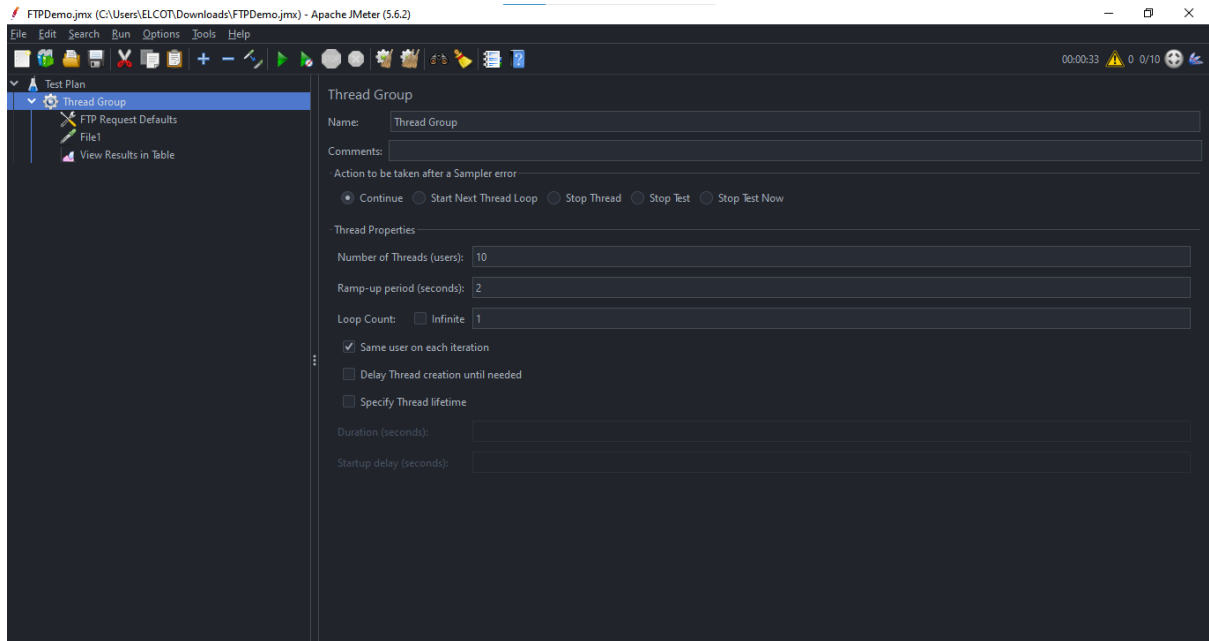 FTPDemo.jmx (C:\Users\ELCOT\Downloads\FTPDemo.jmx) - Apache JMeter (5.6.2)
File Edit Search Run Options Tools Help
00:00:33 0 0/10
Test Plan
Thread Group
FTP Request Defaults
File1
View Results in Table
Thread Group
Name: Thread Group
Comments:
Action to be taken after a Sampler error
Continue Start Next Thread Loop Stop Thread Stop Test Stop Test Now
Thread Properties
Number of Threads (users): 10
Ramp-up period (seconds): 2
Loop Count: Infinite 1
Same user on each iteration
Delay Thread creation until needed
Specify Thread lifetime
Duration (seconds):
Startup delay (seconds):